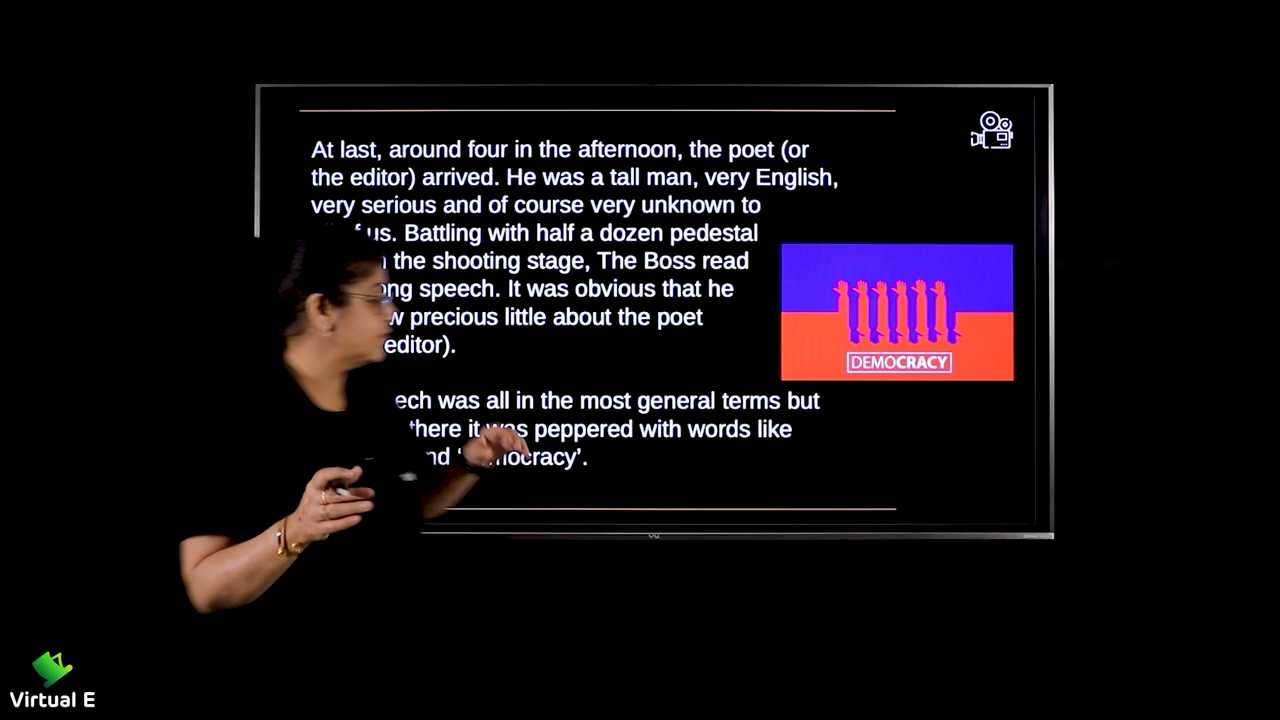 At last, around four in the afternoon, the poet (or
the editor) arrived. He was a tall man, very English,
very serious and of course very unknown to
us. Battling with half a dozen pedestal
the shooting stage, The Boss read
speech. It was obvious that he
precious little about the poet
editor).
was all in the most general terms but
there it was peppered with words like
DEMOCRACY
Virtual E